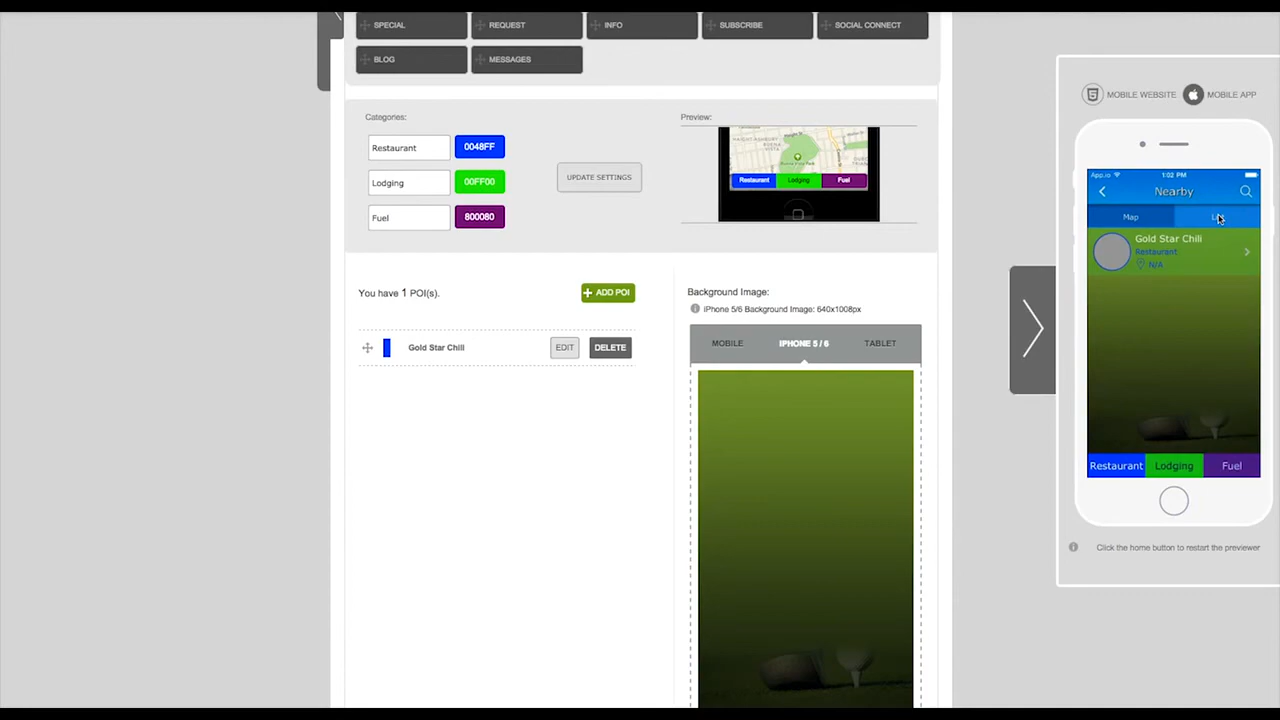 SPECIAL
REQUEST
INFO
SUBSCRIBE
SOCIAL CONNECT
BLOG
MESSAGES
Categories:
Restaurant 0048FF
Lodging 00FF00
Fuel 800080
UPDATE SETTINGS
Preview:
Restaurant Lodging Fuel
You have 1 POI(s).
+ ADD POI
Gold Star Chili
EDIT
DELETE
Background Image:
iPhone 5/6 Background Image: 640x1008px
MOBILE
IPHONE 5 / 6
TABLET
MOBILE WEBSITE
MOBILE APP
App.io 1:02 PM
Nearby
Map
Gold Star Chili
Restaurant
N/A
Restaurant Lodging Fuel
Click the home button to restart the previewer